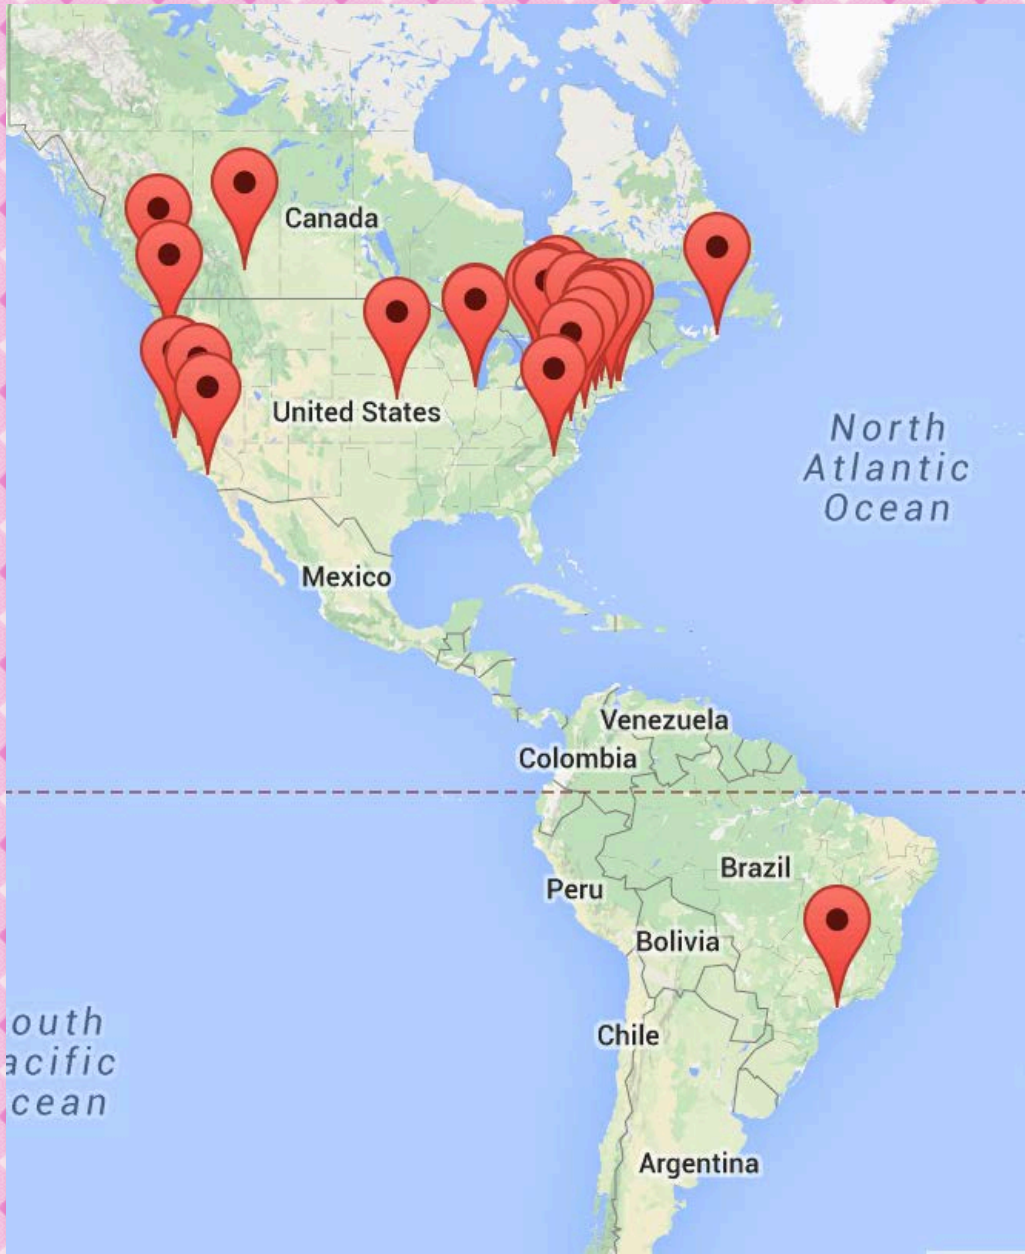 Canada
United States
North
Atlantic
Ocean
Mexico
Venezuela
Colombia
Brazil
Peru
Bolivia
outh
acific
cean
Chile
Argentina